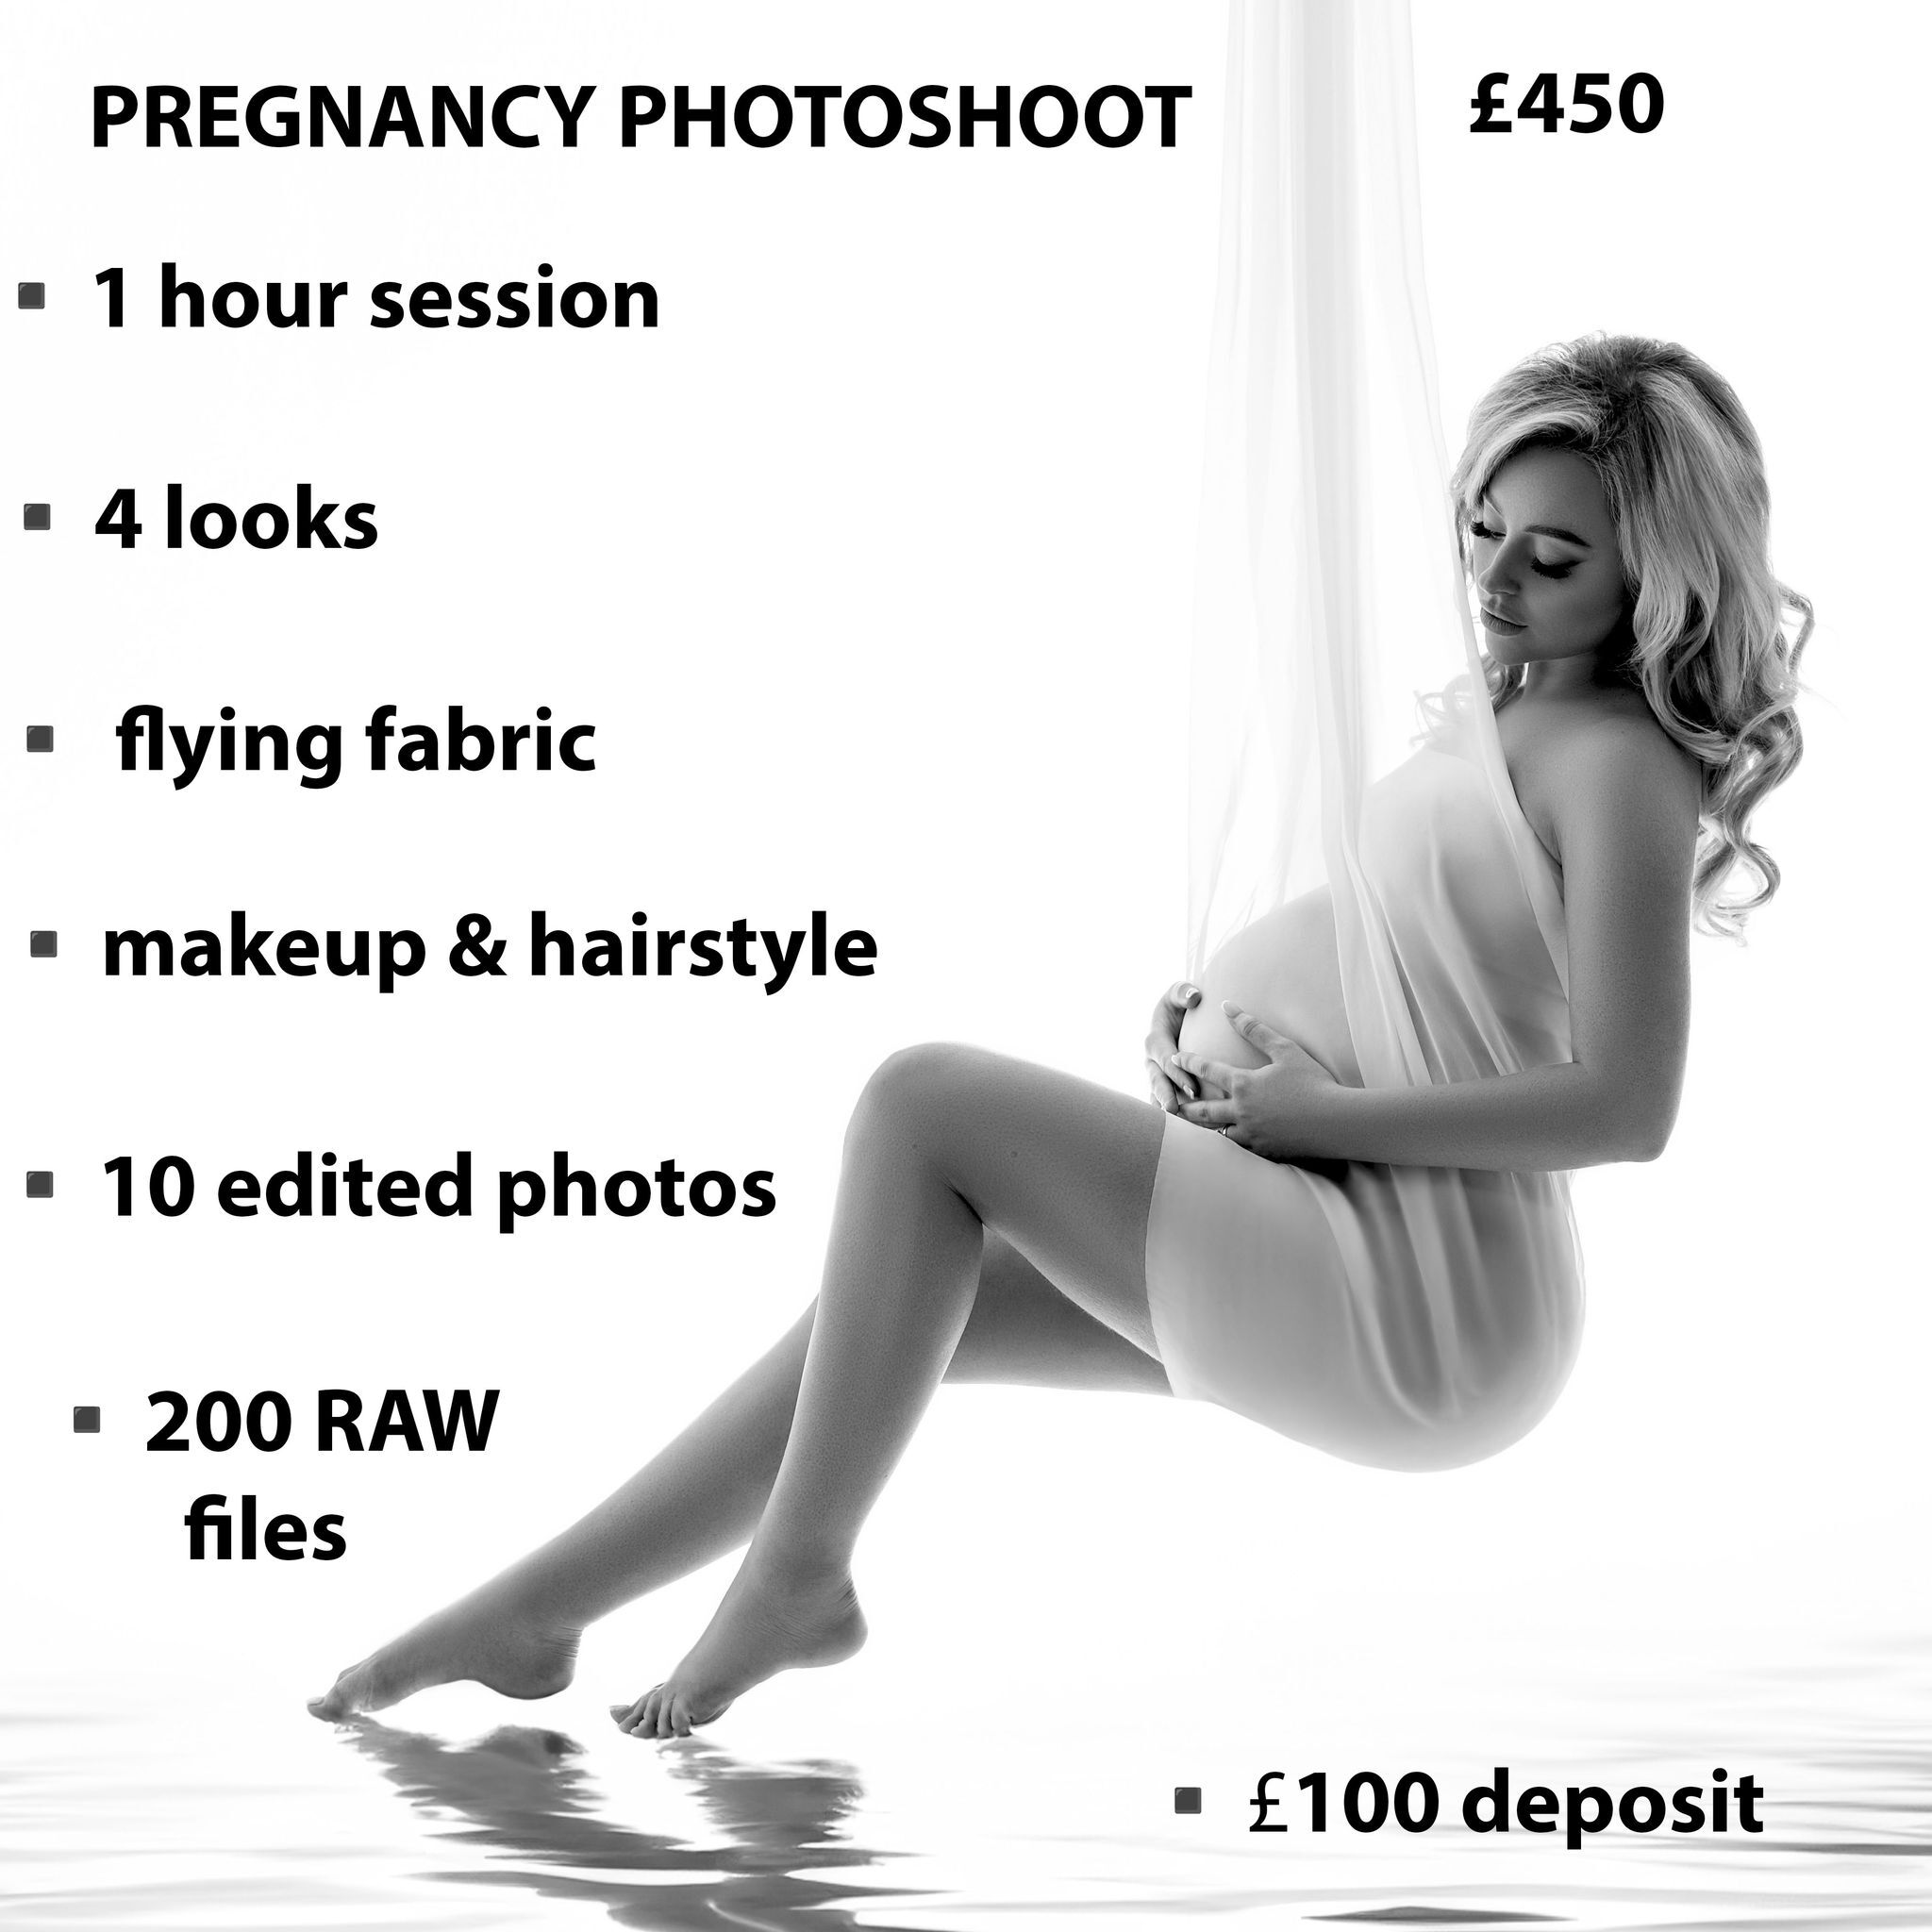 PREGNANCY PHOTOSHOOT £450
▪ 1 hour session
▪ 4 looks
▪ flying fabric
▪ makeup & hairstyle
▪ 10 edited photos
▪ 200 RAW
files
▪ £100 deposit